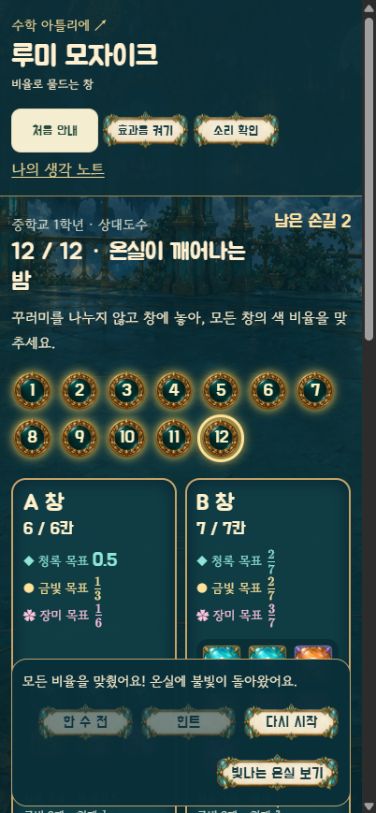 수학 아틀리에 ↗
루미 모자이크
비율로 물드는 창
처음 안내
효과음 켜기
소리 확인
나의 생각 노트
중학교 1학년 · 상대도수
남은 손길 2
12 / 12 · 온실이 깨어나는
밤
꾸러미를 나누지 않고 창에 놓아, 모든 창의 색 비율을 맞
추세요.
1 2 3 4 5 6 7
8 9 10 11 12
A 창
6 / 6칸
◆ 청록 목표 0.5
● 금빛 목표 1/3
장미 목표 1/6
B 창
7 / 7칸
◆ 청록 목표 2/7
● 금빛 목표 2/7
장미 목표 3/7
모든 비율을 맞췄어요! 온실에 불빛이 돌아왔어요.
한 수 전
힌트
다시 시작
빛나는 온실 보기